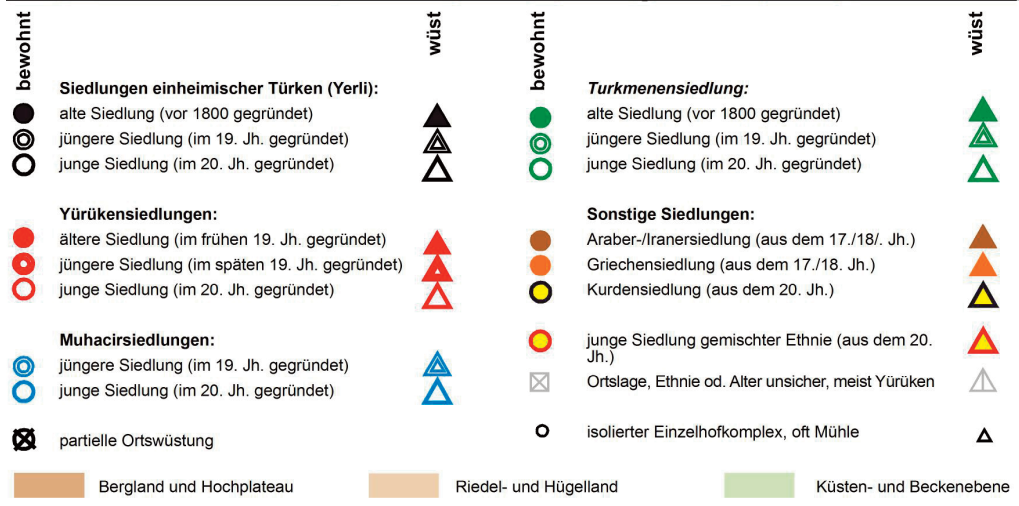 bewohnt
wüst
Siedlungen einheimischer Türken (Yerli):
alte Siedlung (vor 1800 gegründet)
jüngere Siedlung (im 19. Jh. gegründet)
junge Siedlung (im 20. Jh. gegründet)
Yürükensiedlungen:
ältere Siedlung (im frühen 19. Jh. gegründet)
jüngere Siedlung (im späten 19. Jh. gegründet)
junge Siedlung (im 20. Jh. gegründet)
Muhacirsiedlungen:
jüngere Siedlung (im 19. Jh. gegründet)
junge Siedlung (im 20. Jh. gegründet)
partielle Ortswüstung
bewohnt
wüst
Turkmenensiedlung:
alte Siedlung (vor 1800 gegründet)
jüngere Siedlung (im 19. Jh. gegründet)
junge Siedlung (im 20. Jh. gegründet)
Sonstige Siedlungen:
Araber-/Iranersiedlung (aus dem 17./18/. Jh.)
Griechensiedlung (aus dem 17./18. Jh.)
Kurdensiedlung (aus dem 20. Jh.)
junge Siedlung gemischter Ethnie (aus dem 20.
Jh.)
Ortslage, Ethnie od. Alter unsicher, meist Yürüken
isolierter Einzelhofkomplex, oft Mühle
Bergland und Hochplateau
Riedel- und Hügelland
Küsten- und Beckenebene